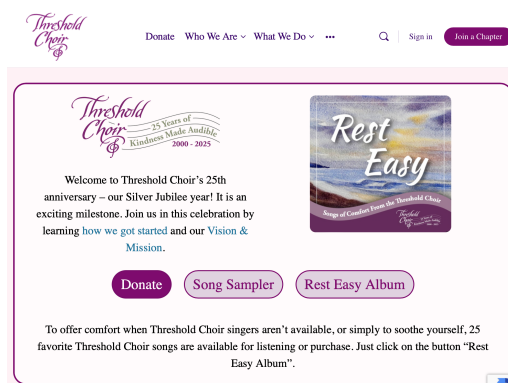 Threshold
Choir
Donate Who We Are What We Do ••• Sign in Join a Chapter
Threshold
Choir
25 Years of
Kindness Made Audible
2000 - 2025
Rest
Easy
Songs of Comfort From the Threshold Choir
Threshold
Choir
Welcome to Threshold Choir's 25th
anniversary – our Silver Jubilee year! It is an
exciting milestone. Join us in this celebration by
learning how we got started and our Vision &
Mission.
Donate Song Sampler Rest Easy Album
To offer comfort when Threshold Choir singers aren't available, or simply to soothe yourself, 25
favorite Threshold Choir songs are available for listening or purchase. Just click on the button “Rest
Easy Album”.